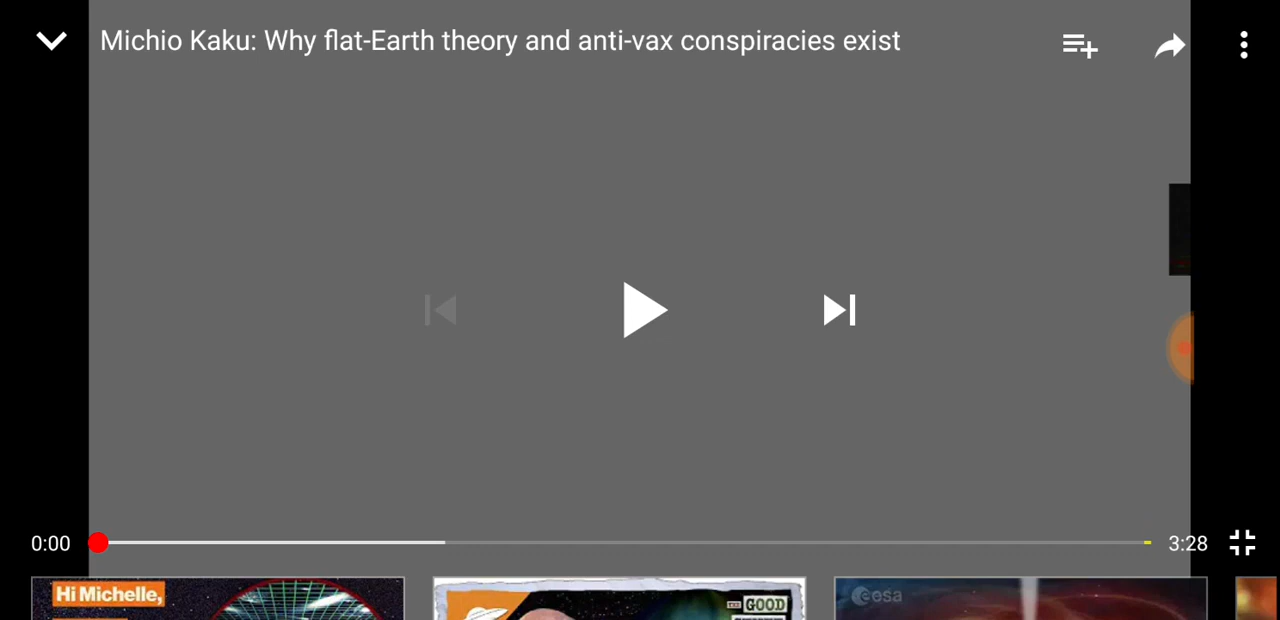 Michio Kaku: Why flat-Earth theory and anti-vax conspiracies exist
0:00
3:28
Hi Michelle,
THE GOOD
esa